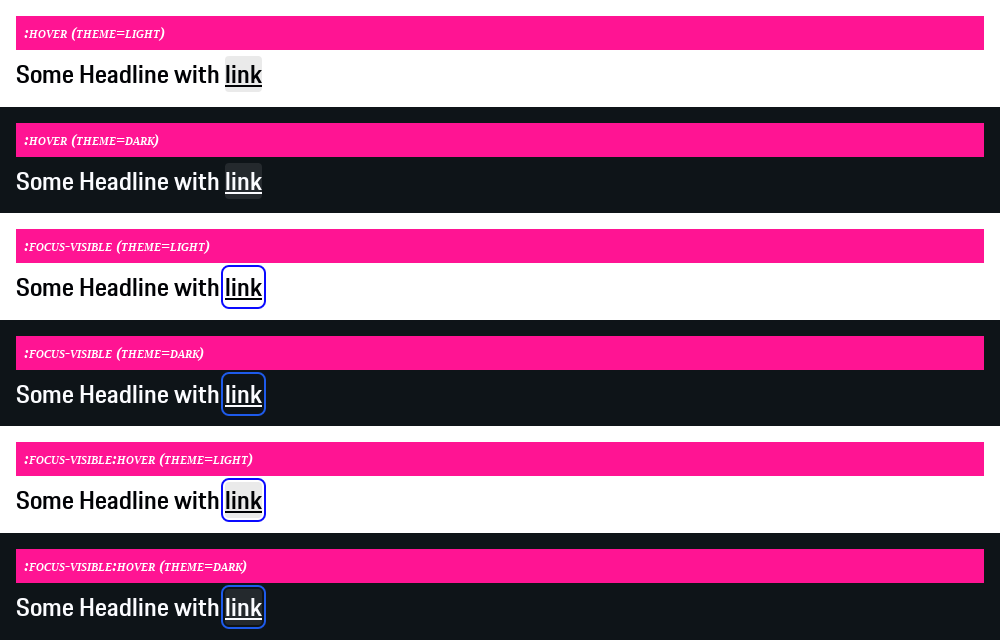 :hover (theme=light)
Some Headline with link
:hover (theme=dark)
Some Headline with link
:focus-visible (theme=light)
Some Headline with link
:focus-visible (theme=dark)
Some Headline with link
:focus-visible:hover (theme=light)
Some Headline with link
:focus-visible:hover (theme=dark)
Some Headline with link